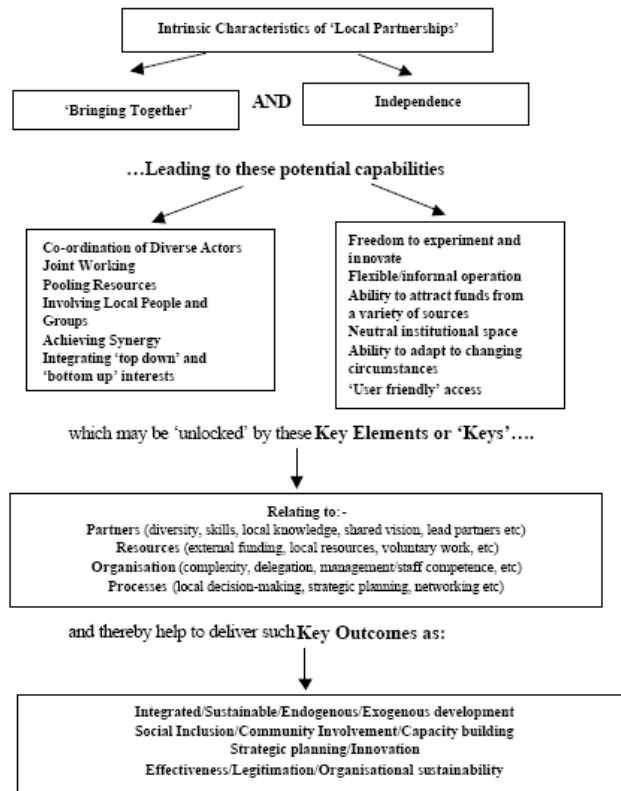 Intrinsic Characteristics of 'Local Partnerships'
'Bringing Together'
AND
Independence
…Leading to these potential capabilities
Co-ordination of Diverse Actors
Joint Working
Pooling Resources
Involving Local People and
Groups
Achieving Synergy
Integrating 'top down' and
'bottom up' interests
Freedom to experiment and
innovate
Flexible/informal operation
Ability to attract funds from
a variety of sources
Neutral institutional space
Ability to adapt to changing
circumstances
'User friendly' access
which may be 'unlocked' by these Key Elements or 'Keys'….
Relating to:-
Partners (diversity, skills, local knowledge, shared vision, lead partners etc)
Resources (external funding, local resources, voluntary work, etc)
Organisation (complexity, delegation, management/staff competence, etc)
Processes (local decision-making, strategic planning, networking etc)
and thereby help to deliver such Key Outcomes as:
Integrated/Sustainable/Endogenous/Exogenous development
Social Inclusion/Community Involvement/Capacity building
Strategic planning/Innovation
Effectiveness/Legitimation/Organisational sustainability